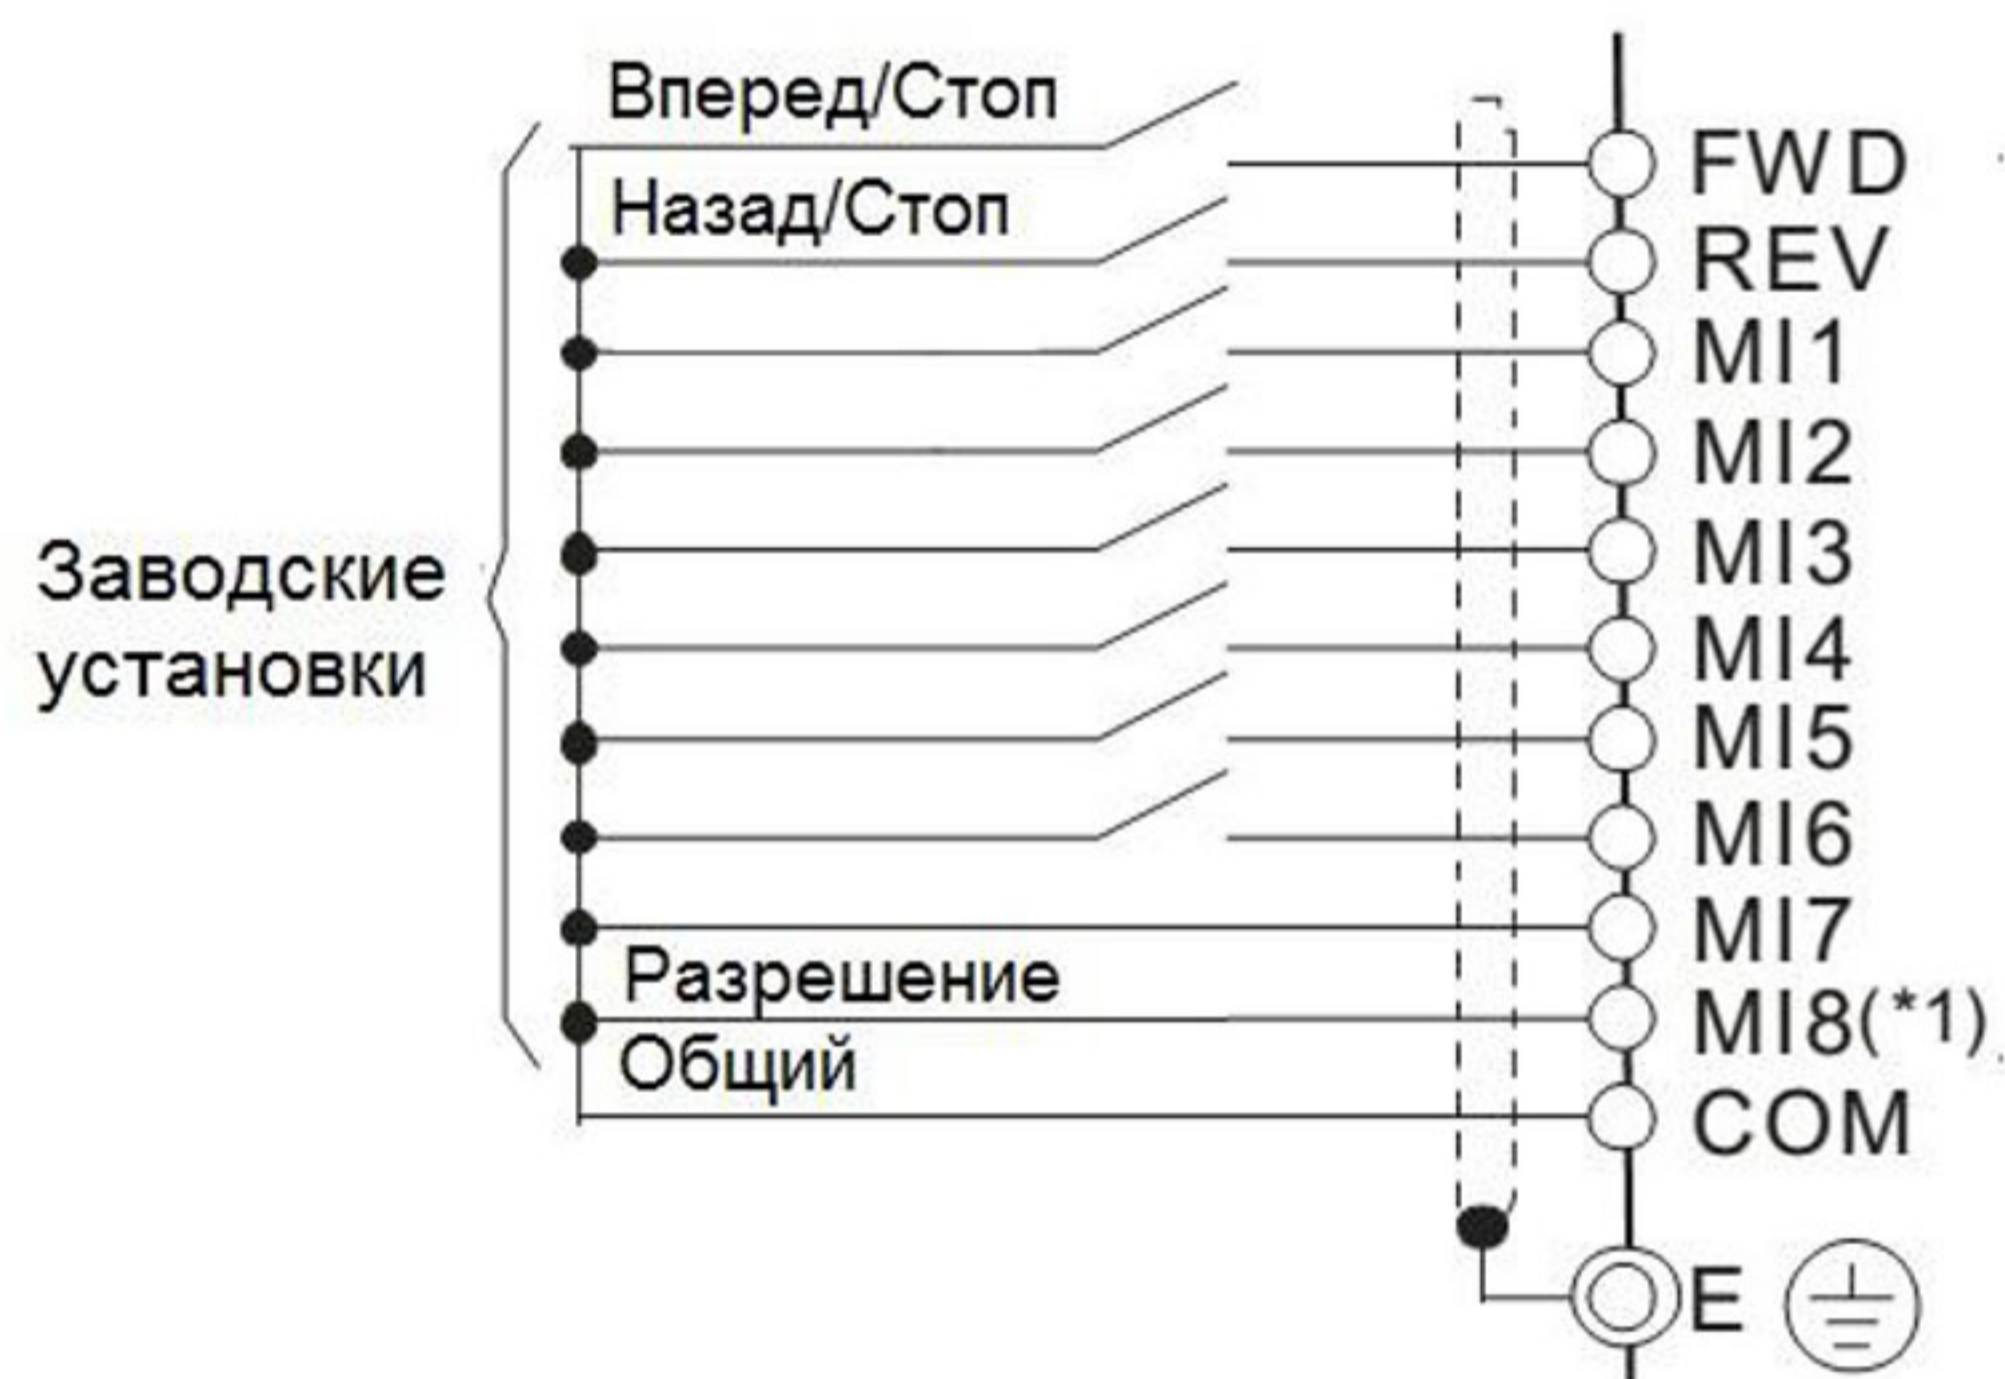 Вперед/Стоп
FWD
Назад/Стоп
REV
MI1
MI2
MI3
Заводские
установки
MI4
MI5
MI6
MI7
Разрешение
MI8(*1)
Общий
COM
E